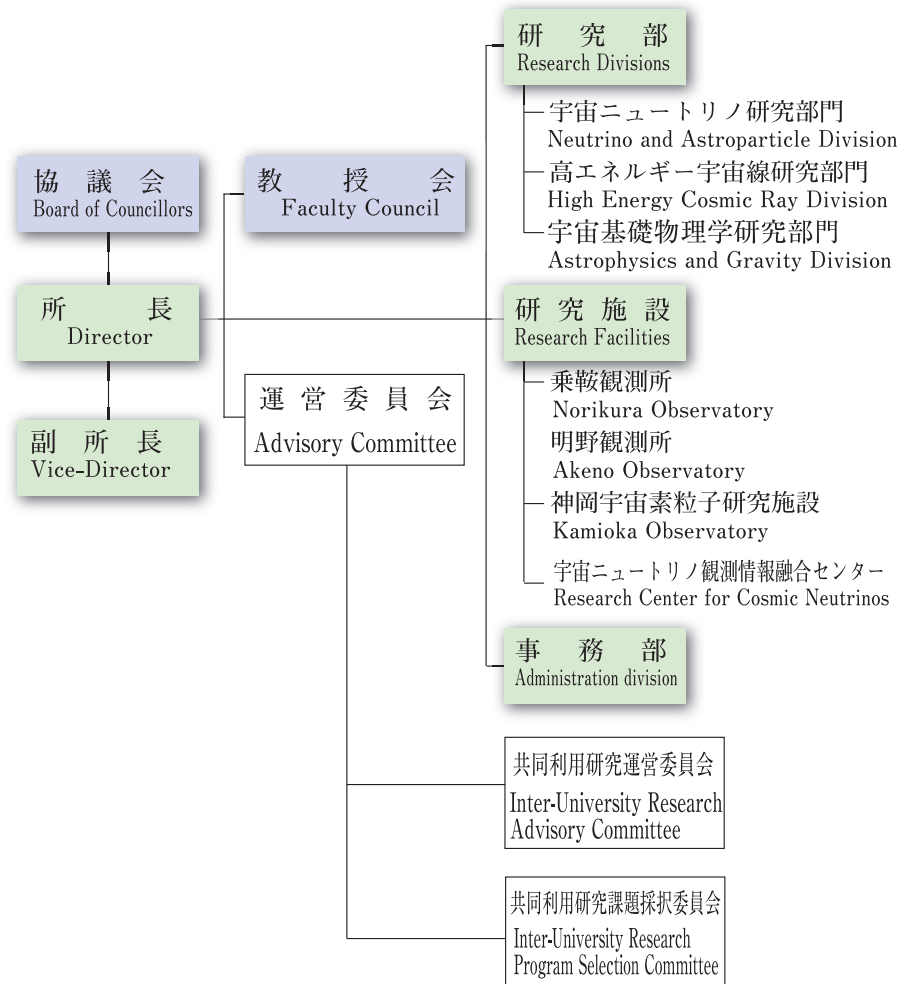 協議会
Board of Councillors
所長
Director
副所長
Vice-Director
教授会
Faculty Council
運営委員会
Advisory Committee
研究部
Research Divisions
宇宙ニュートリノ研究部門
Neutrino and Astroparticle Division
高エネルギー宇宙線研究部門
High Energy Cosmic Ray Division
宇宙基礎物理学研究部門
Astrophysics and Gravity Division
研究施設
Research Facilities
乗鞍観測所
Norikura Observatory
明野観測所
Akeno Observatory
神岡宇宙素粒子研究施設
Kamioka Observatory
宇宙ニュートリノ観測情報融合センター
Research Center for Cosmic Neutrinos
事務部
Administration division
共同利用研究運営委員会
Inter-University Research
Advisory Committee
共同利用研究課題採択委員会
Inter-University Research
Program Selection Committee